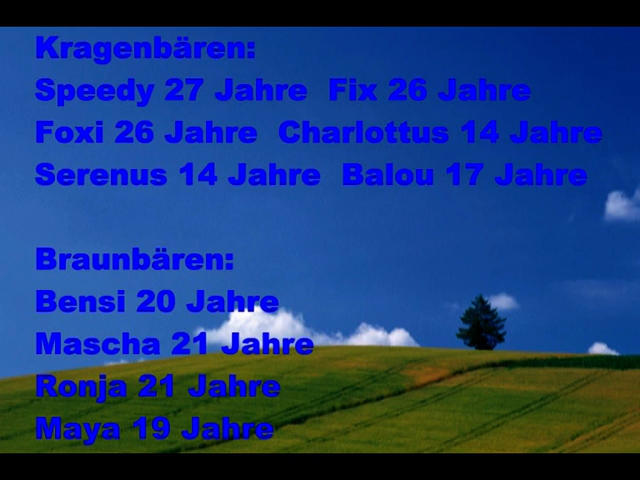 Kragenbären:
Speedy 27 Jahre  Fix 26 Jahre
Foxi 26 Jahre  Charlottus 14 Jahre
Serenus 14 Jahre  Balou 17 Jahre
Braunbären:
Bensi 20 Jahre
Mascha 21 Jahre
Ronja 21 Jahre
Maya 19 Jahre